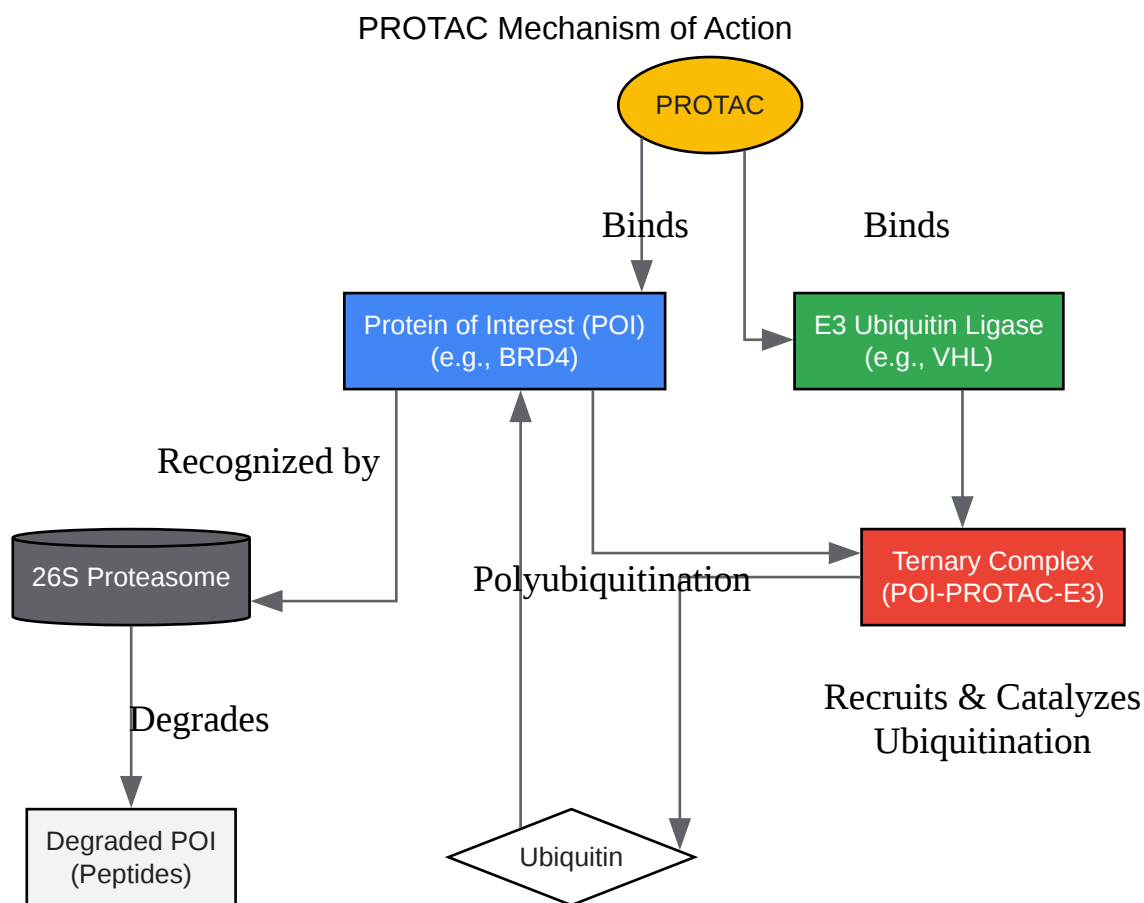 PROTAC Mechanism of Action
PROTAC
Binds
Binds
Protein of Interest (POI)
(e.g., BRD4)
E3 Ubiquitin Ligase
(e.g., VHL)
Recognized by
26S Proteasome
Polyubiquitination
Ternary Complex
(POI-PROTAC-E3)
Degrades
Recruits & Catalyzes
Ubiquitination
Degraded POI
(Peptides)
Ubiquitin